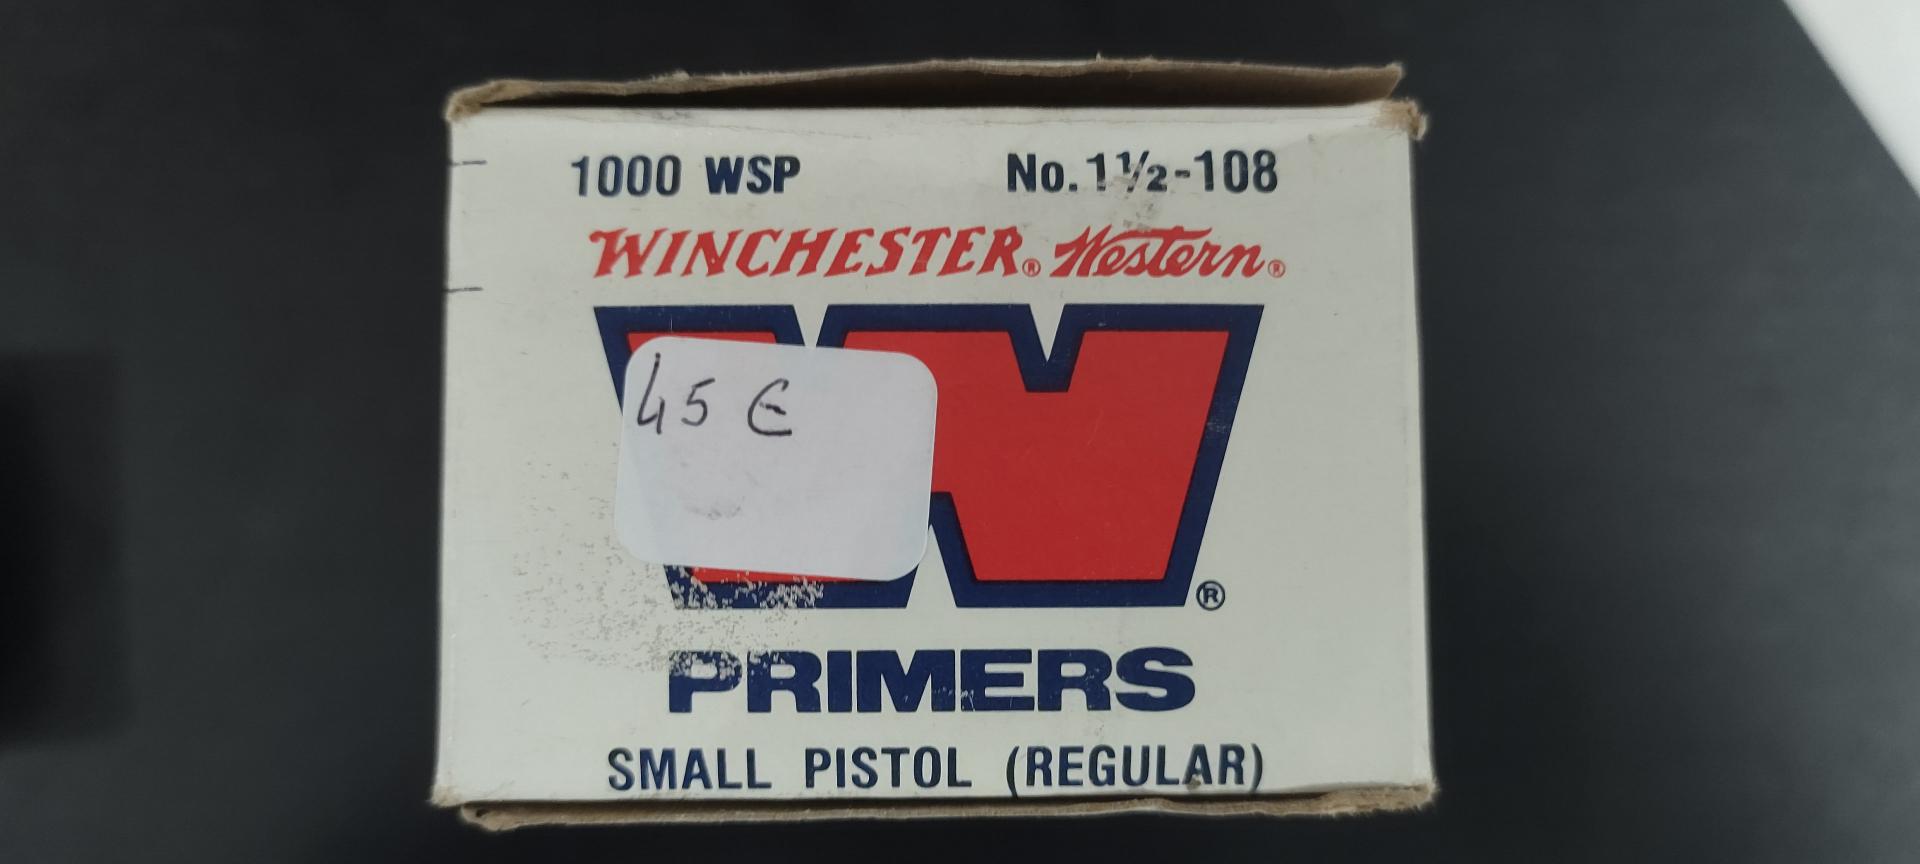 1000 WSP No. 1½-108
WINCHESTER® Western®
45 €
W®
PRIMERS
SMALL PISTOL (REGULAR)